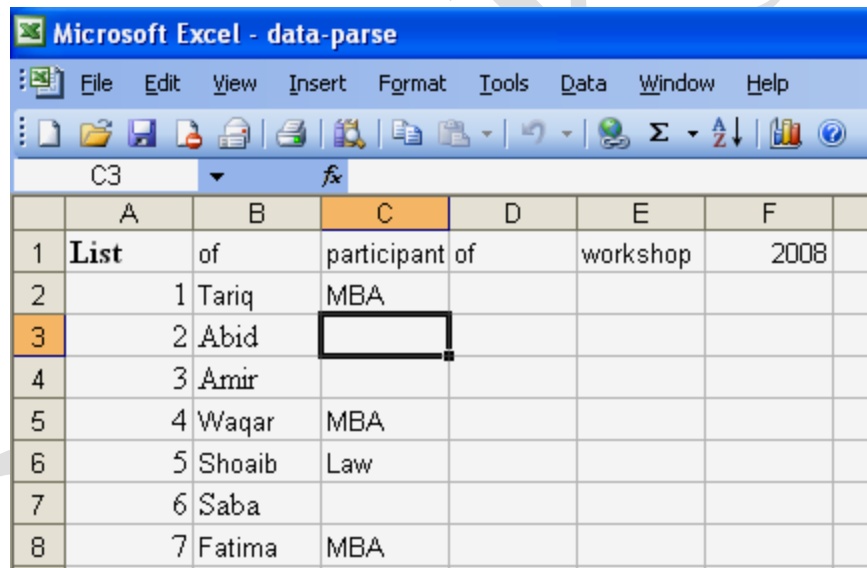 Microsoft Excel - data-parse
File Edit View Insert Format Tools Data Window Help
C3 fx
A B C D E F
1 List of participant of workshop 2008
2 1 Tariq MBA
3 2 Abid
4 3 Amir
5 4 Waqar MBA
6 5 Shoaib Law
7 6 Saba
8 7 Fatima MBA